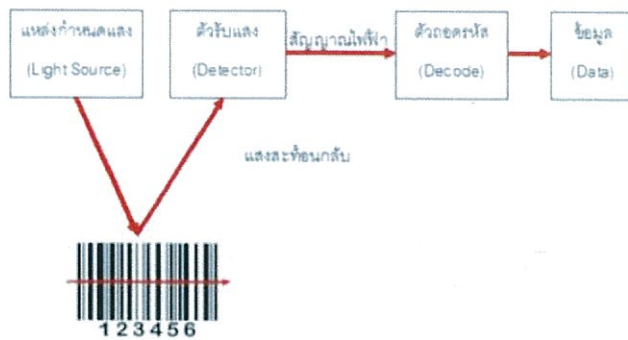 แหล่งกำหนดแสง
(Light Source)
ตัวรับแสง
(Detector)
สัญญาณไฟฟ้า
ตัวถอดรหัส
(Decode)
ข้อมูล
(Data)
แสงสะท้อนกลับ
123456